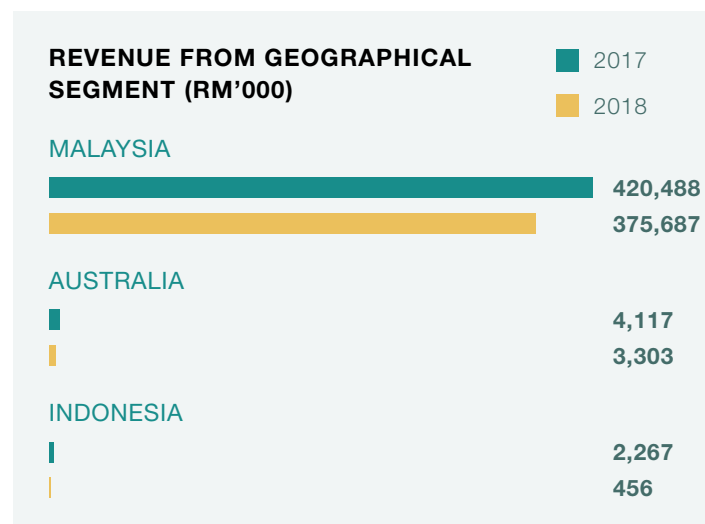 REVENUE FROM GEOGRAPHICAL
SEGMENT (RM’000)
2017
2018
MALAYSIA
420,488
375,687
AUSTRALIA
4,117
3,303
INDONESIA
2,267
456